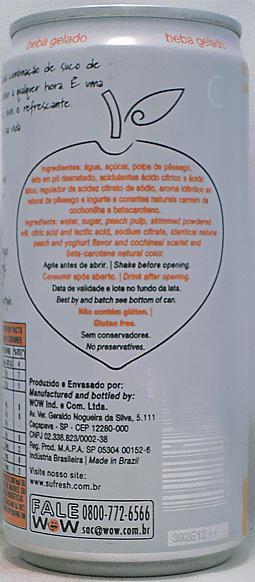 beba gelado
beba gelado
combinação de suco de
a qualquer hora. É uma
e refrescante.
vida
Ingredientes: água, açúcar, polpa de pêssego,
leite em pó desnatado, acidulantes ácido cítrico e ácido
lático, regulador de acidez citrato de sódio, aroma idêntico ao
natural de pêssego e iogurte e corantes naturais carmim de
cochonilha e betacaroteno.
Ingredients: water, sugar, peach pulp, skimmed powdered
milk, citric acid and lactic acid, sodium citrate, identical natural
peach and yoghurt flavor and cochineal scarlet and
beta-carotene natural color.
Agite antes de abrir. | Shake before opening.
Consumir após aberto. | Drink after opening.
Data de validade e lote no fundo da lata.
Best by and batch see bottom of can.
Não contém glúten. |
Gluten free.
Sem conservadores.
No preservatives.
Produzido e Envasado por:
Manufactured and bottled by:
WOW Ind. e Com. Ltda.
Av. Ver. Geraldo Nogueira da Silva, 5.111
Caçapava - SP - CEP 12280-000
CNPJ 02.338.823/0002-38
Reg. Prod. M.A.P.A. SP 05304 00152-6
Indústria Brasileira | Made in Brazil
Visite nosso site:
www.sufresh.com.br
FALE WOW
0800-772-6566
sac@wow.com.br
392E12